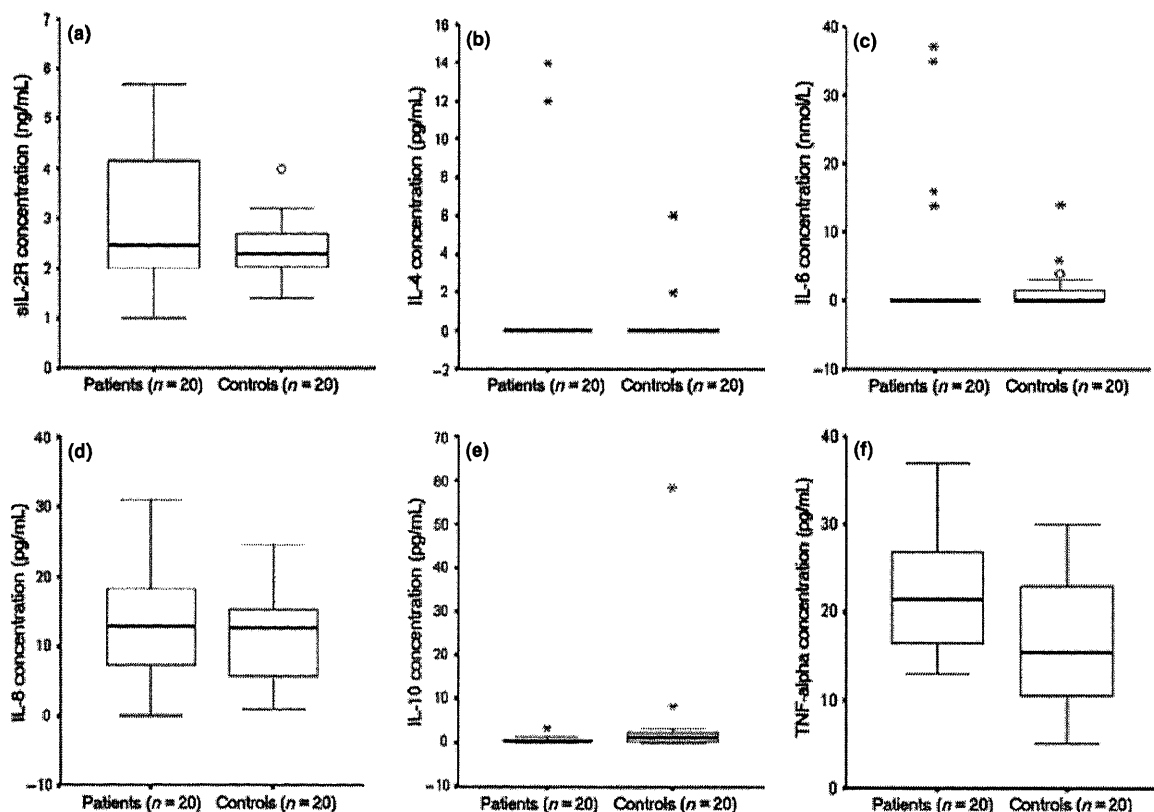 (a)
sIL-2R concentration (ng/mL)
7
6
5
4
3
2
1
0
Patients (n = 20) Controls (n = 20)
(b)
IL-4 concentration (pg/mL)
16
14
12
10
8
6
4
2
0
−2
Patients (n = 20) Controls (n = 20)
(c)
IL-6 concentration (nmol/L)
40
30
20
10
0
−10
Patients (n = 20) Controls (n = 20)
(d)
IL-8 concentration (pg/mL)
40
30
20
10
0
−10
Patients (n = 20) Controls (n = 20)
(e)
IL-10 concentration (pg/mL)
70
60
50
40
30
20
10
0
−10
Patients (n = 20) Controls (n = 20)
(f)
TNF-alpha concentration (pg/mL)
40
30
20
10
0
Patients (n = 20) Controls (n = 20)